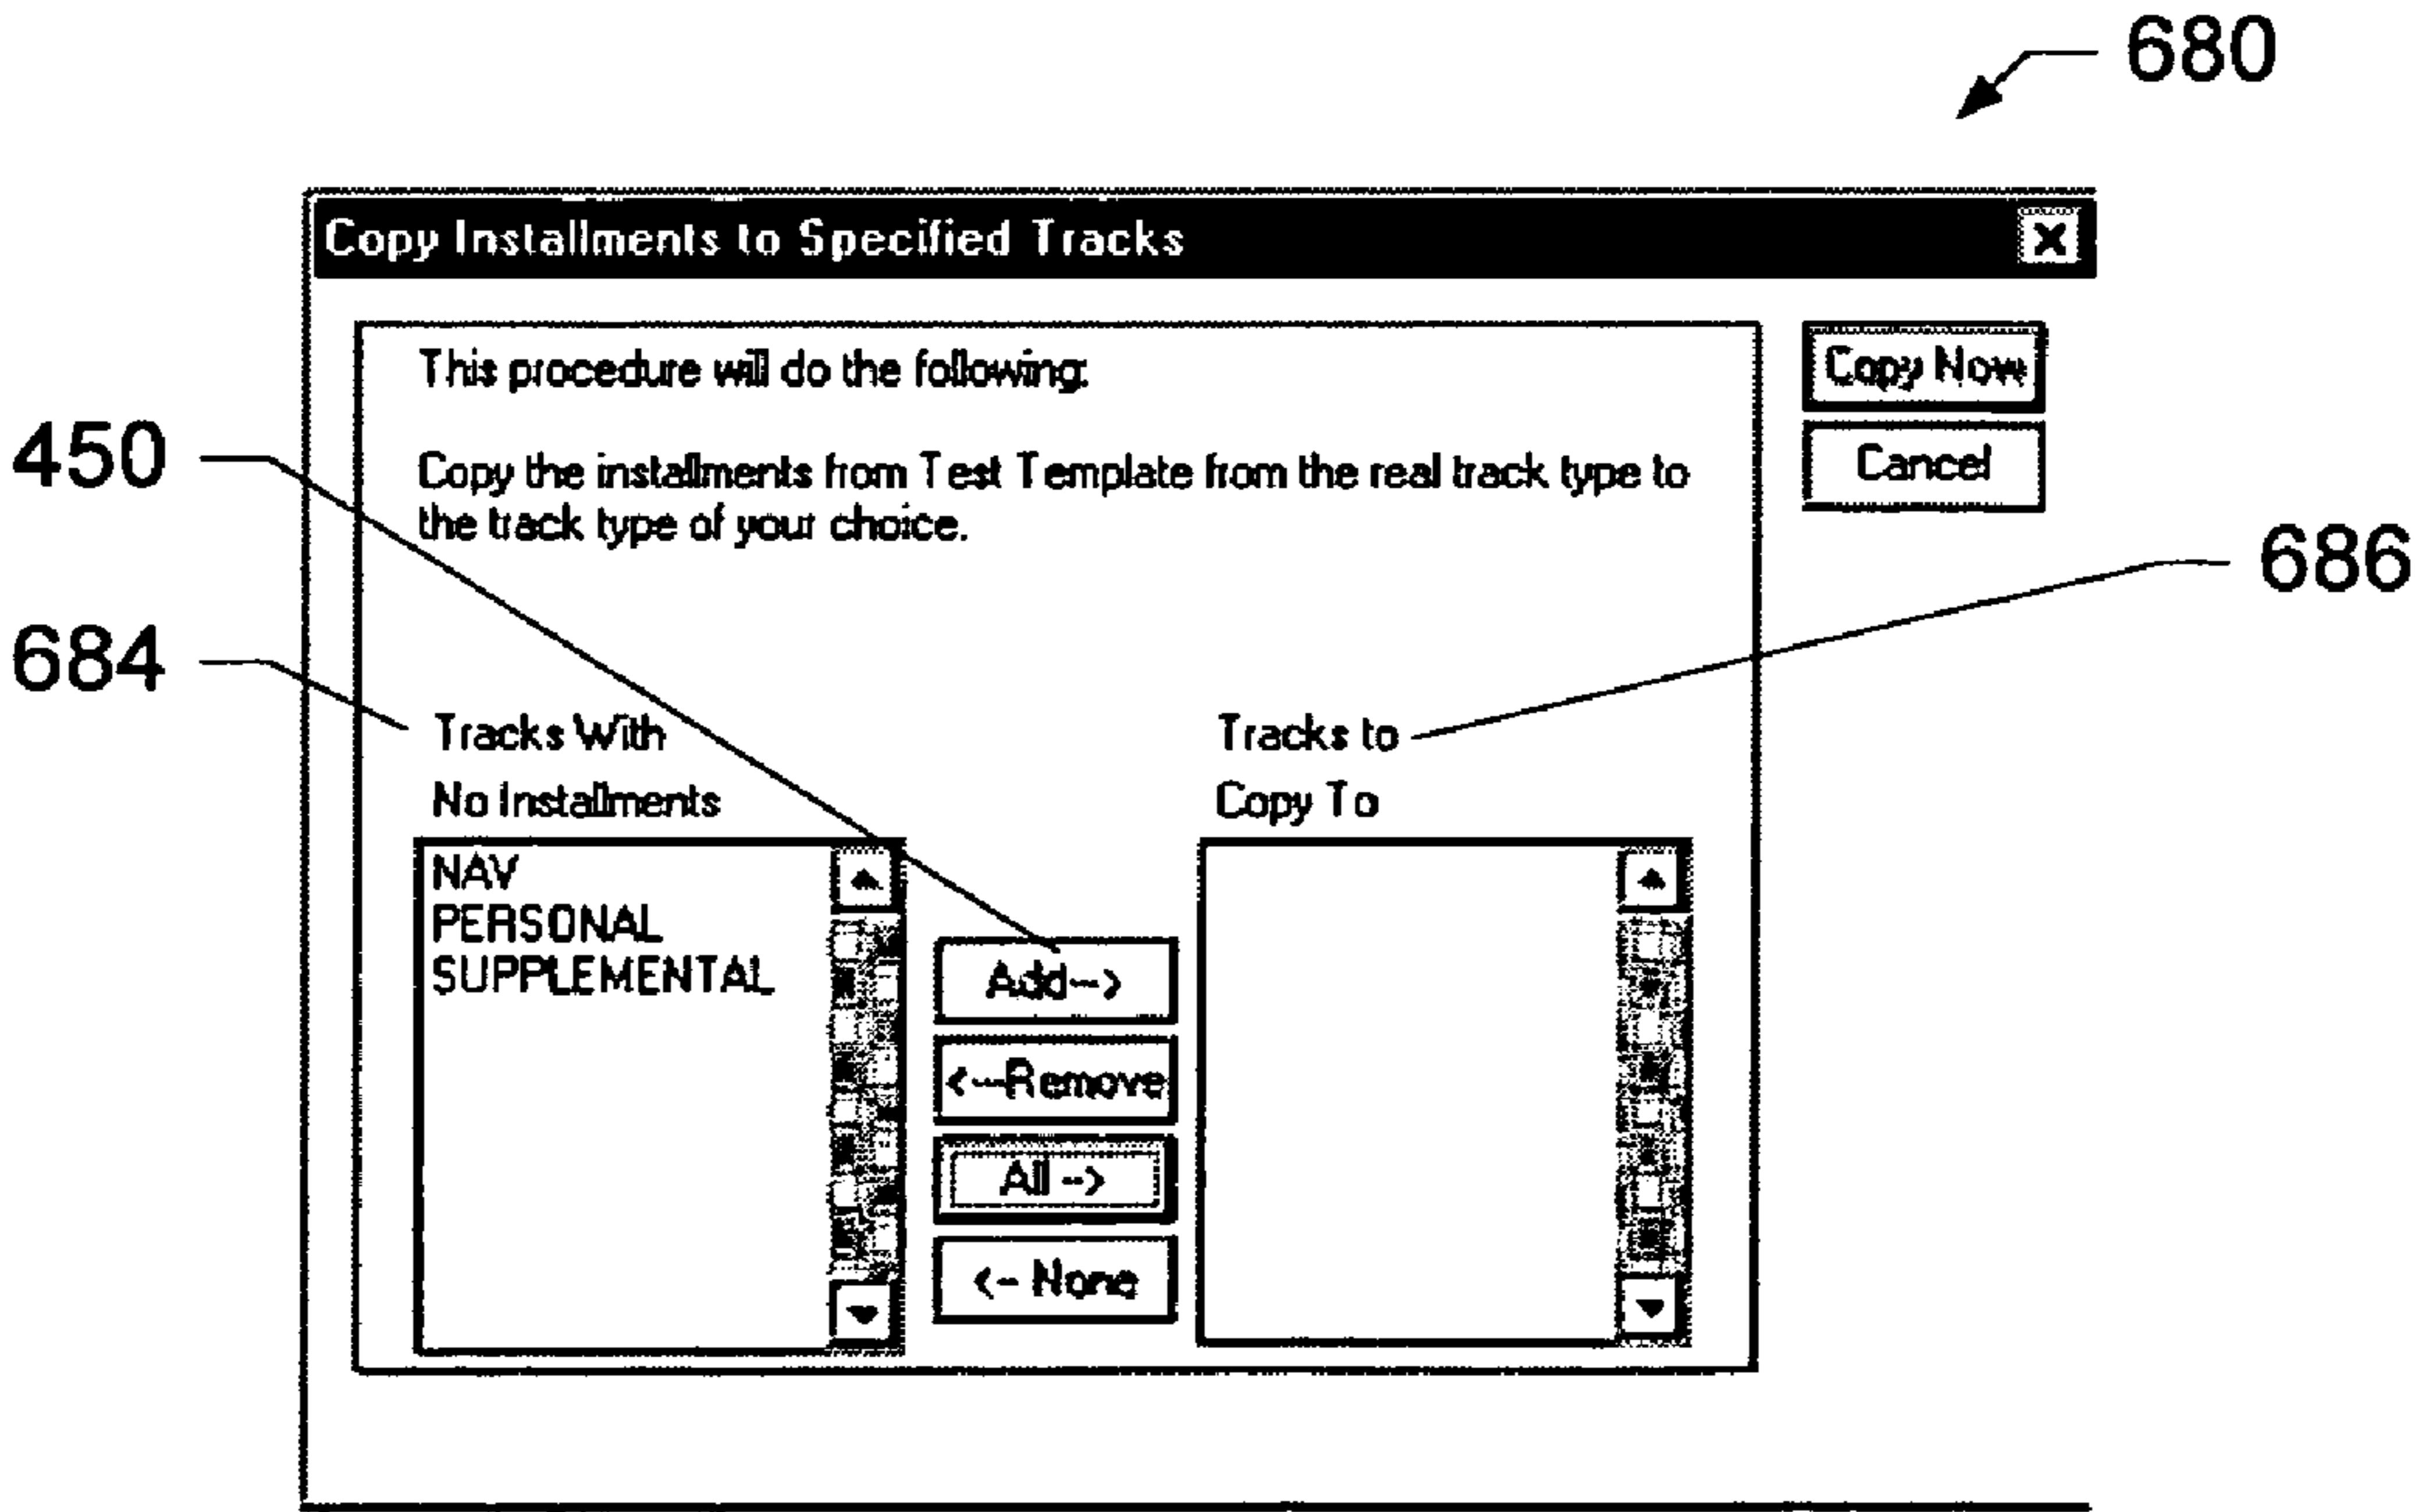 680
Copy Installments to Specified Tracks
This procedure will do the following:
Copy Now
450
Copy the installments from Test Template from the real track type to
the track type of your choice.
Cancel
686
684
Tracks With
No Installments
Tracks to
Copy To
NAV
PERSONAL
SUPPLEMENTAL
Add-->
<--Remove
All -->
<-- None